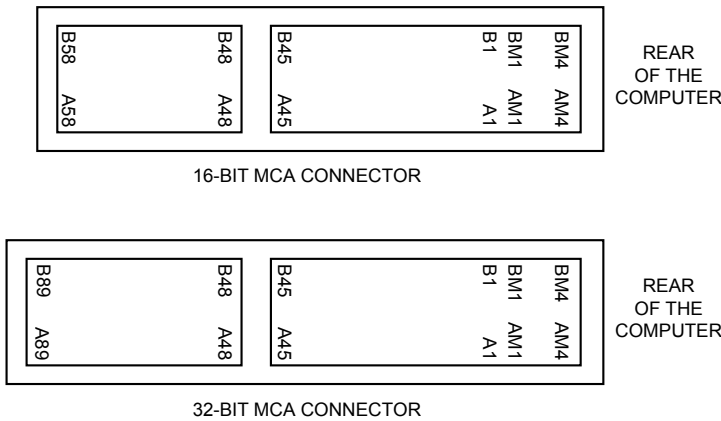 B58 B48 B45 B1 BM1 BM4
A58 A48 A45 A1 AM1 AM4
REAR
OF THE
COMPUTER
16-BIT MCA CONNECTOR
B89 B48 B45 B1 BM1 BM4
A89 A48 A45 A1 AM1 AM4
REAR
OF THE
COMPUTER
32-BIT MCA CONNECTOR